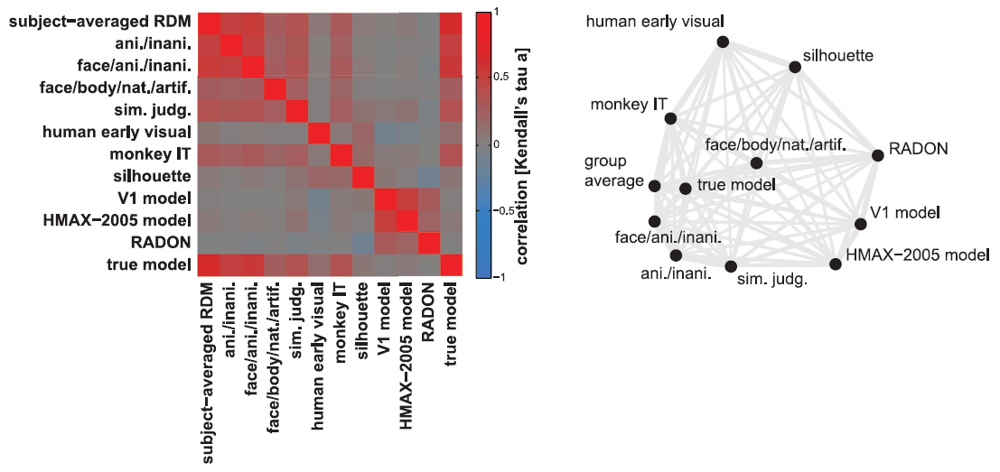 subject-averaged RDM
ani./inani.
face/ani./inani.
face/body/nat./artif.
sim. judg.
human early visual
monkey IT
silhouette
V1 model
HMAX-2005 model
RADON
true model
subject-averaged RDM
ani./inani.
face/ani./inani.
face/body/nat./artif.
sim. judg.
human early visual
monkey IT
silhouette
V1 model
HMAX-2005 model
RADON
true model
1
0.5
0
-0.5
-1
correlation [Kendall's tau a]
human early visual
silhouette
monkey IT
face/body/nat./artif.
RADON
group
average
true model
V1 model
face/ani./inani.
HMAX-2005 model
ani./inani.
sim. judg.